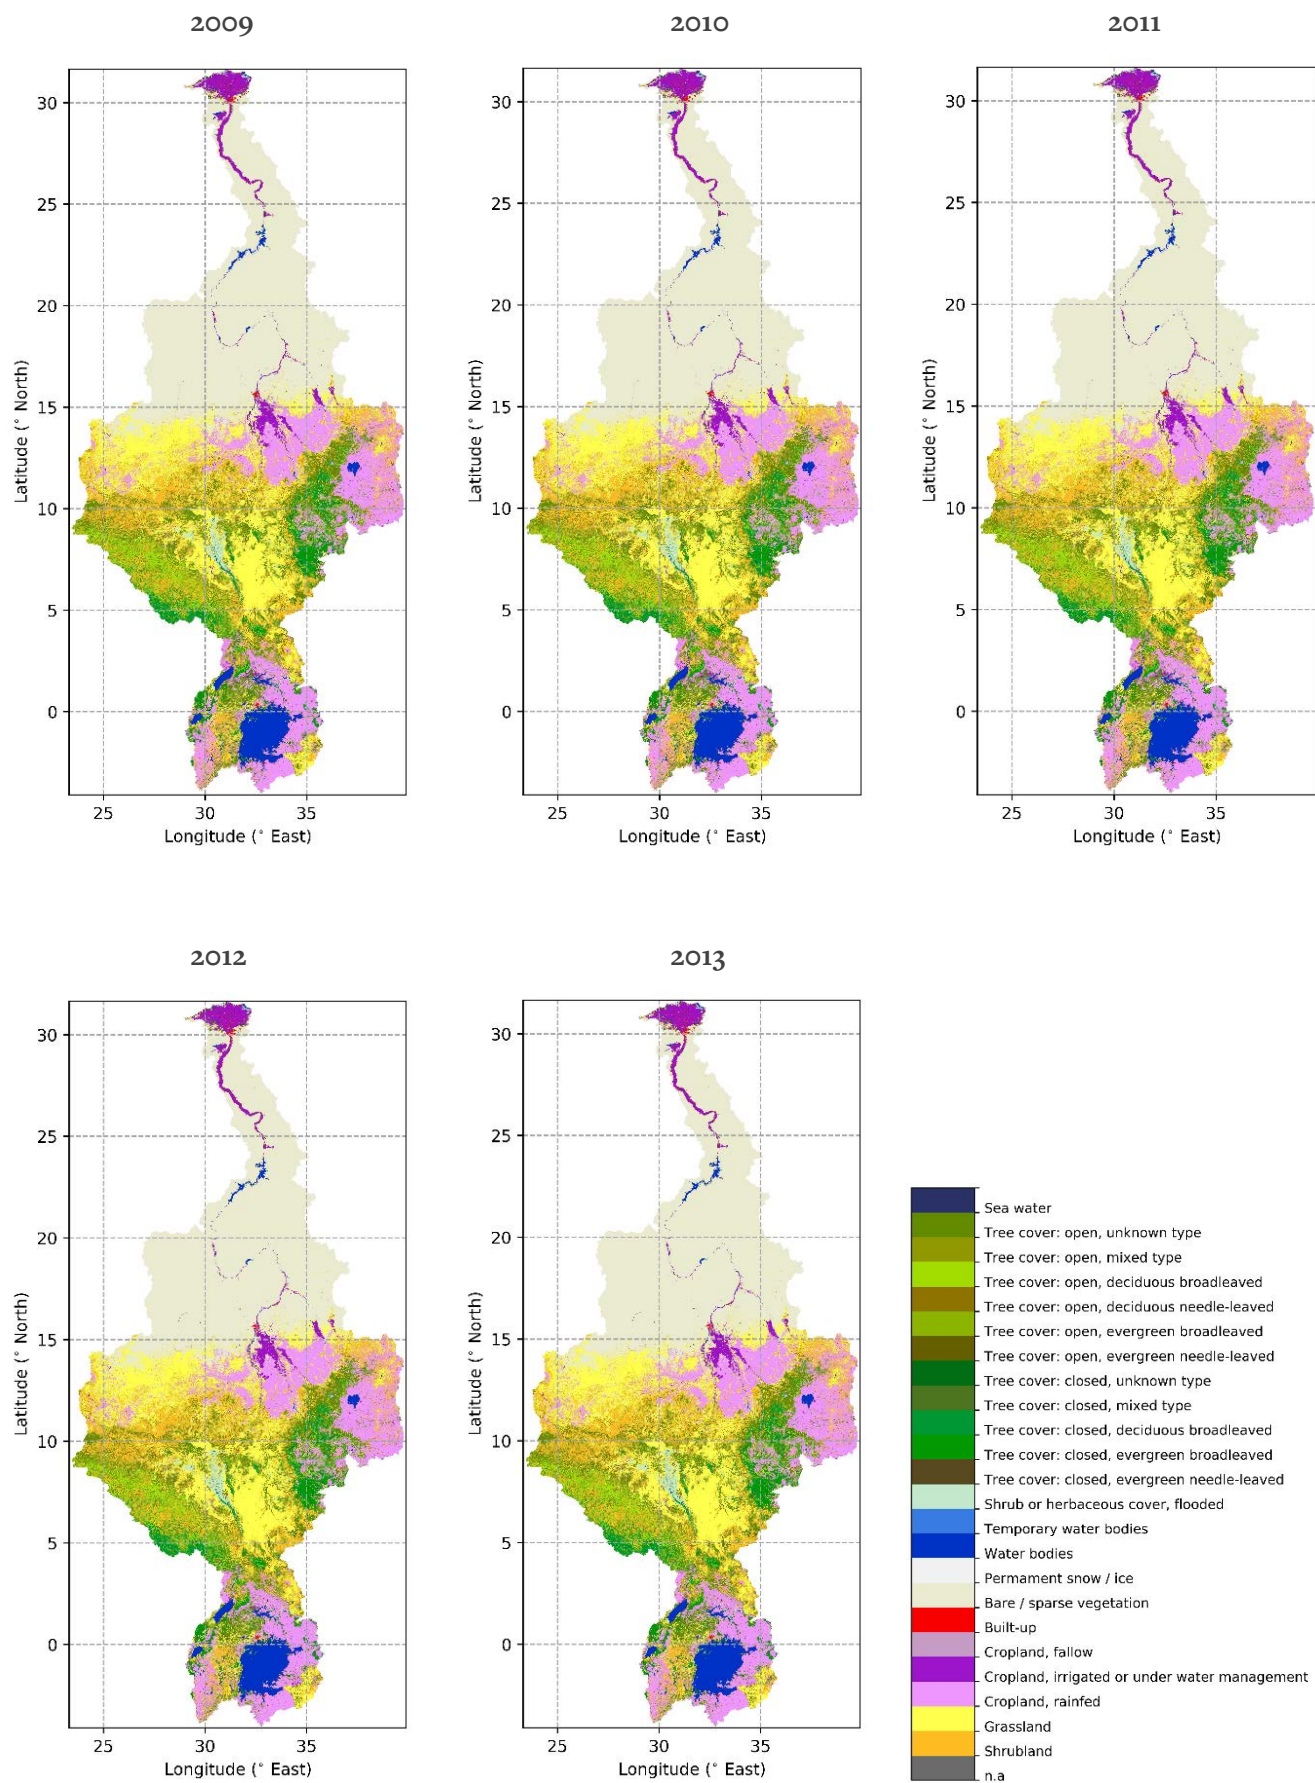 2009
2010
2011
30
25
20
15
10
5
0
Latitude (° North)
25
30
35
Longitude (° East)
30
25
20
15
10
5
0
Latitude (° North)
25
30
35
Longitude (° East)
30
25
20
15
10
5
0
Latitude (° North)
25
30
35
Longitude (° East)
2012
2013
30
25
20
15
10
5
0
Latitude (° North)
25
30
35
Longitude (° East)
30
25
20
15
10
5
0
Latitude (° North)
25
30
35
Longitude (° East)
Sea water
Tree cover: open, unknown type
Tree cover: open, mixed type
Tree cover: open, deciduous broadleaved
Tree cover: open, deciduous needle-leaved
Tree cover: open, evergreen broadleaved
Tree cover: open, evergreen needle-leaved
Tree cover: closed, unknown type
Tree cover: closed, mixed type
Tree cover: closed, deciduous broadleaved
Tree cover: closed, evergreen broadleaved
Tree cover: closed, evergreen needle-leaved
Shrub or herbaceous cover, flooded
Temporary water bodies
Water bodies
Permament snow / ice
Bare / sparse vegetation
Built-up
Cropland, fallow
Cropland, irrigated or under water management
Cropland, rainfed
Grassland
Shrubland
n.a